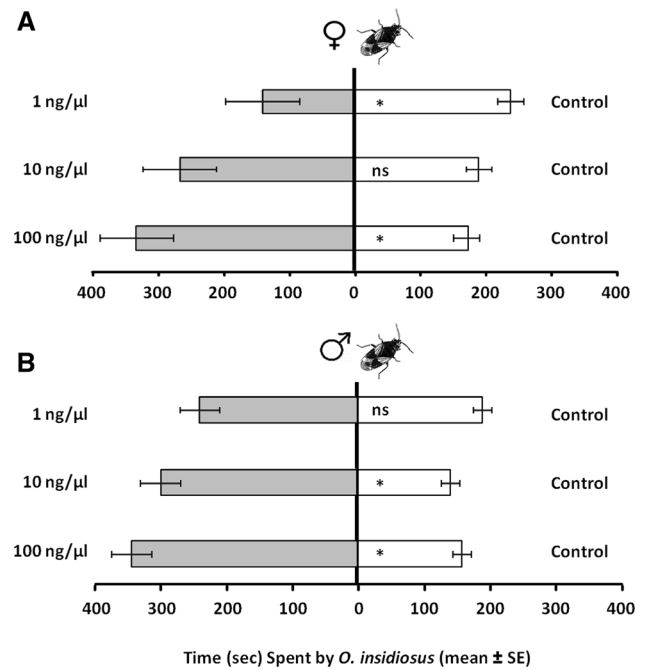 A
♀
1 ng/µl * Control
10 ng/µl ns Control
100 ng/µl * Control
400 300 200 100 0 100 200 300 400
B
♂
1 ng/µl ns Control
10 ng/µl * Control
100 ng/µl * Control
400 300 200 100 0 100 200 300 400
Time (sec) Spent by O. insidiosus (mean ± SE)